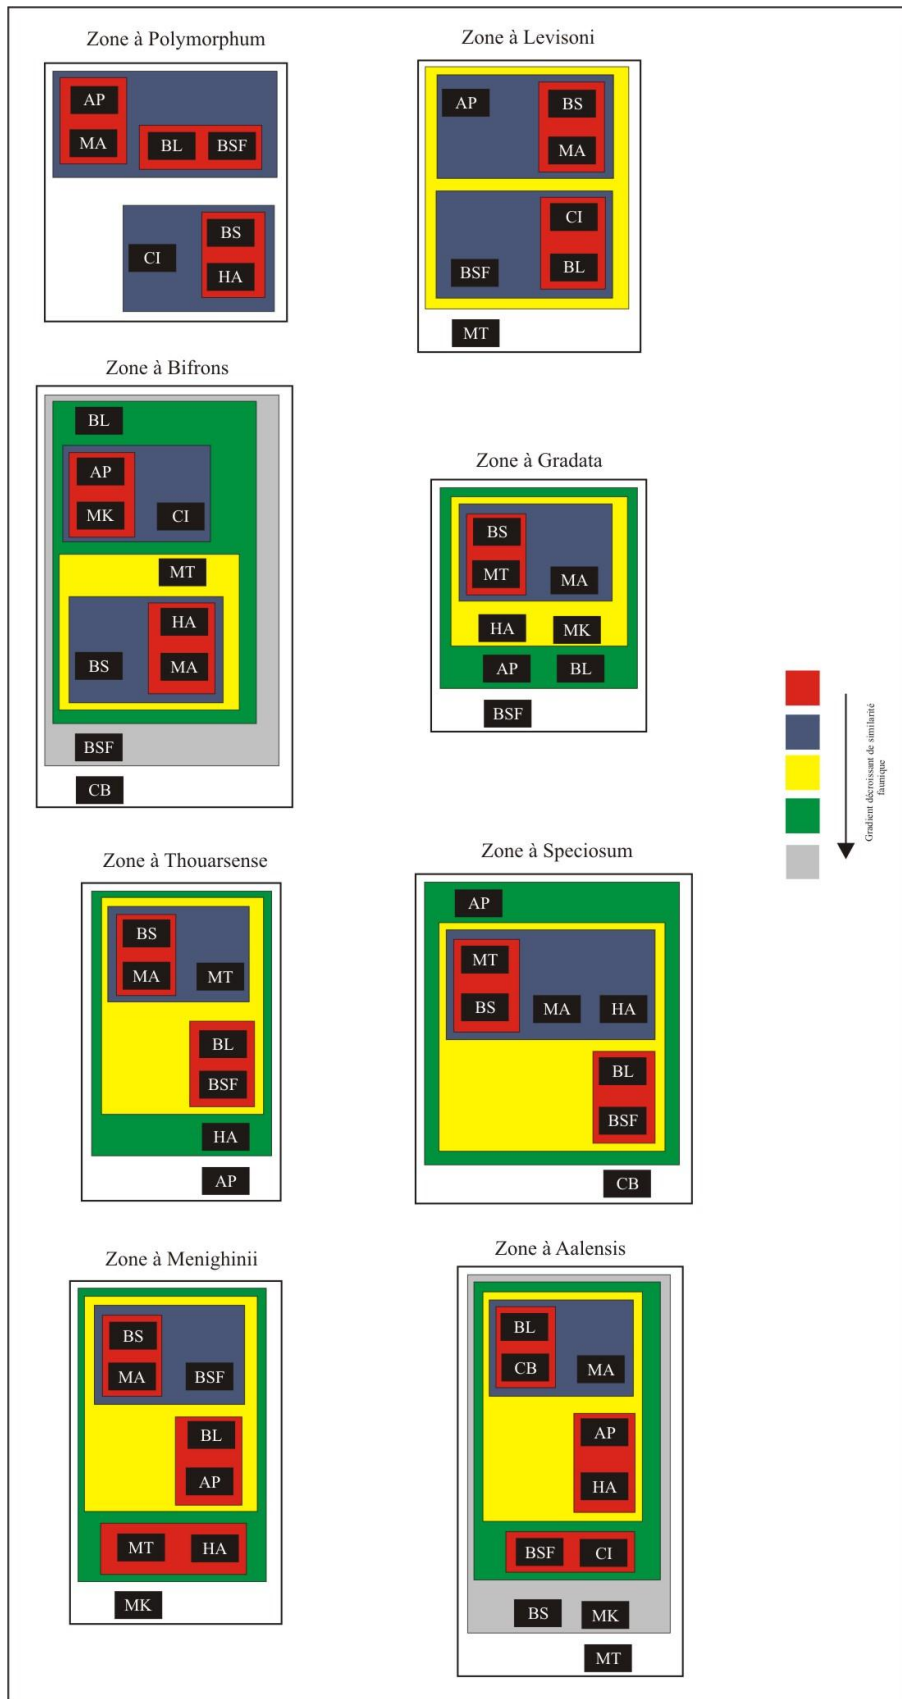 Zone à Polymorphum
AP
MA
BL BSF
BS
CI
HA
Zone à Levisoni
AP BS
MA
CI
BSF BL
MT
Zone à Bifrons
BL
AP
MK CI
MT
HA
BS MA
BSF
CB
Zone à Gradata
BS
MT MA
HA MK
AP BL
BSF
Gradient décroissant de similarité
faunique
Zone à Thouarsense
BS
MA MT
BL
BSF
HA
AP
Zone à Speciosum
AP
MT
BS MA HA
BL
BSF
CB
Zone à Menighinii
BS
MA BSF
BL
AP
MT HA
MK
Zone à Aalensis
BL
CB MA
AP
HA
BSF CI
BS MK
MT